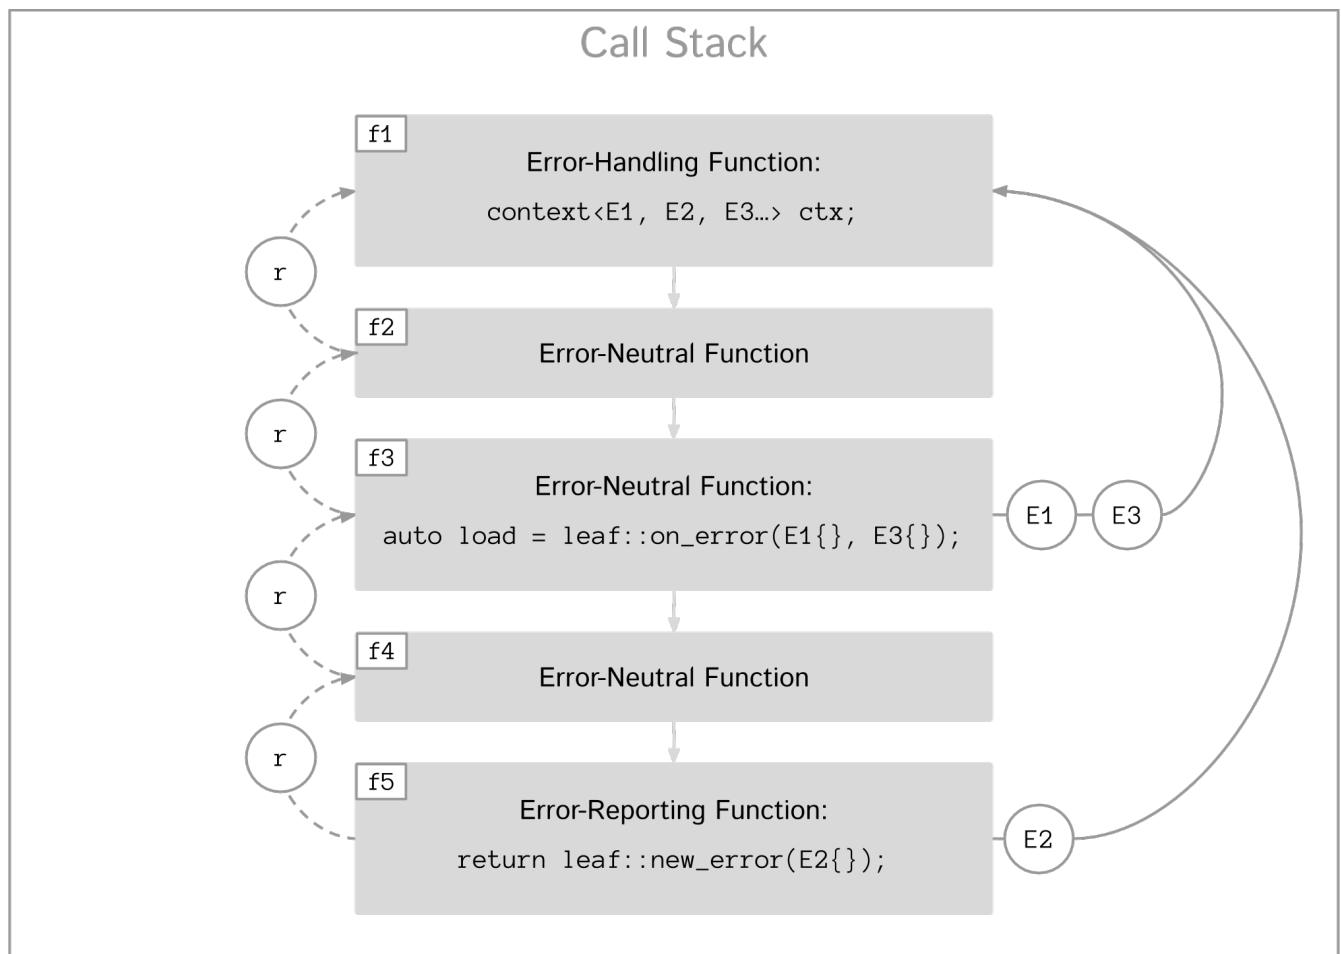 Call Stack
f1
Error-Handling Function:
context<E1, E2, E3…> ctx;
r
f2
Error-Neutral Function
r
f3
Error-Neutral Function:
auto load = leaf::on_error(E1{}, E3{});
E1
E3
r
f4
Error-Neutral Function
r
f5
Error-Reporting Function:
return leaf::new_error(E2{});
E2